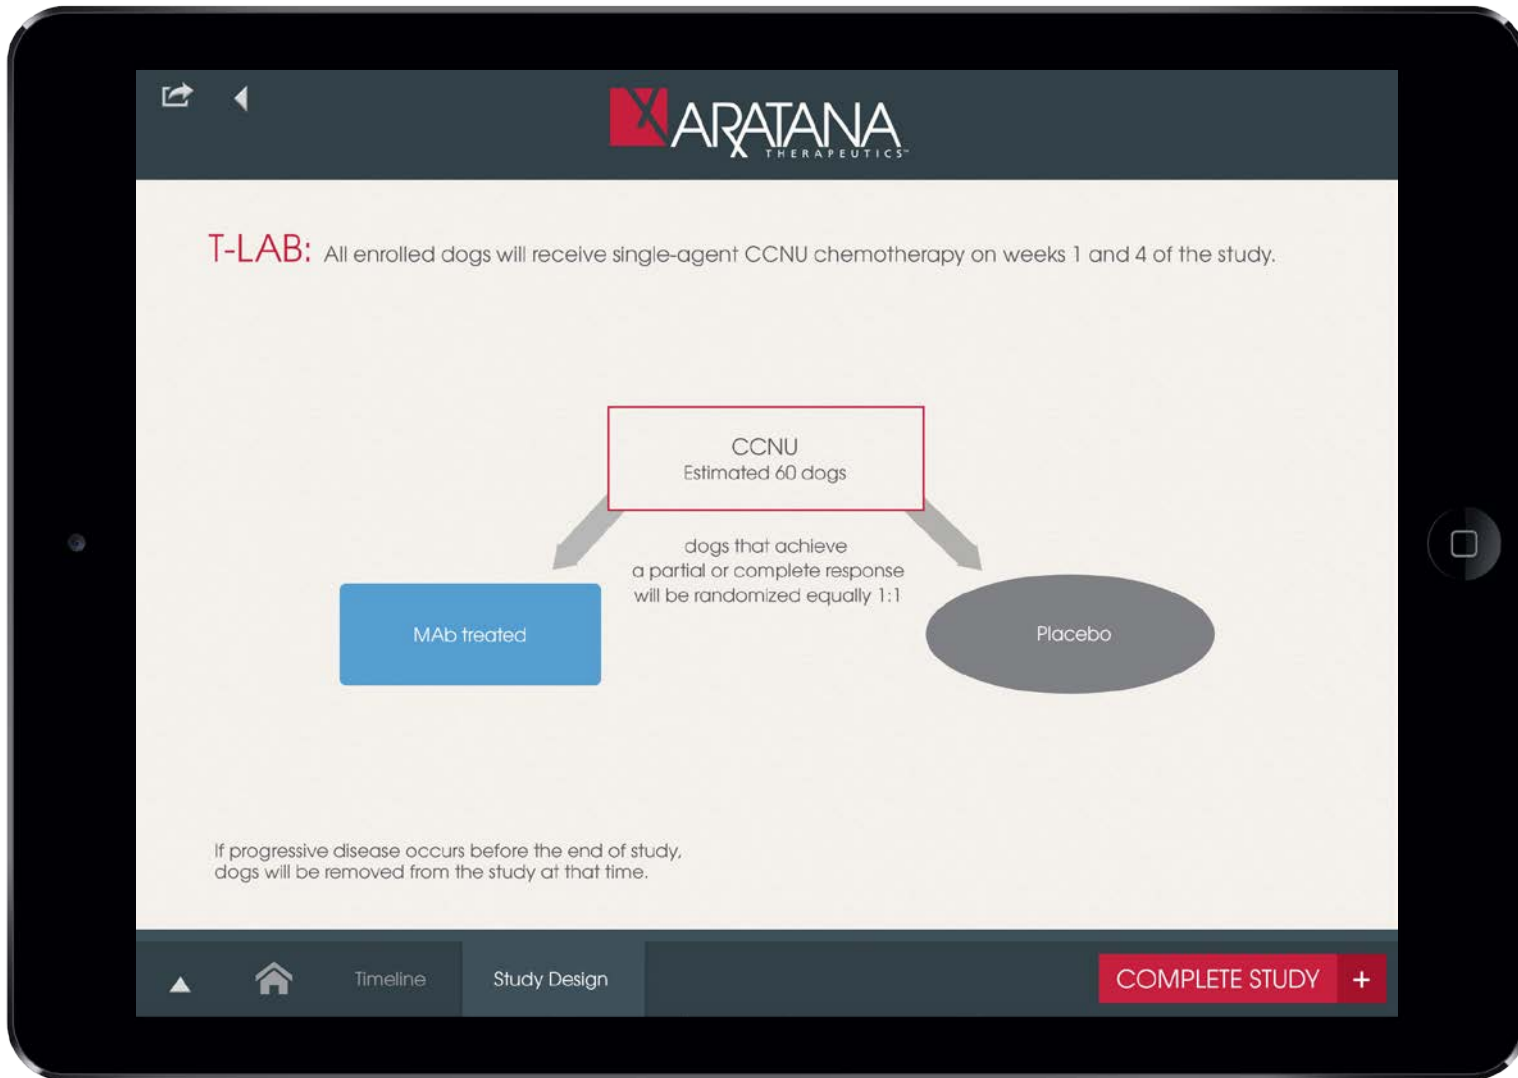 ARATANA
THERAPEUTICS™
T-LAB: All enrolled dogs will receive single-agent CCNU chemotherapy on weeks 1 and 4 of the study.
CCNU
Estimated 60 dogs
dogs that achieve
a partial or complete response
will be randomized equally 1:1
MAb treated
Placebo
If progressive disease occurs before the end of study,
dogs will be removed from the study at that time.
Timeline
Study Design
COMPLETE STUDY +